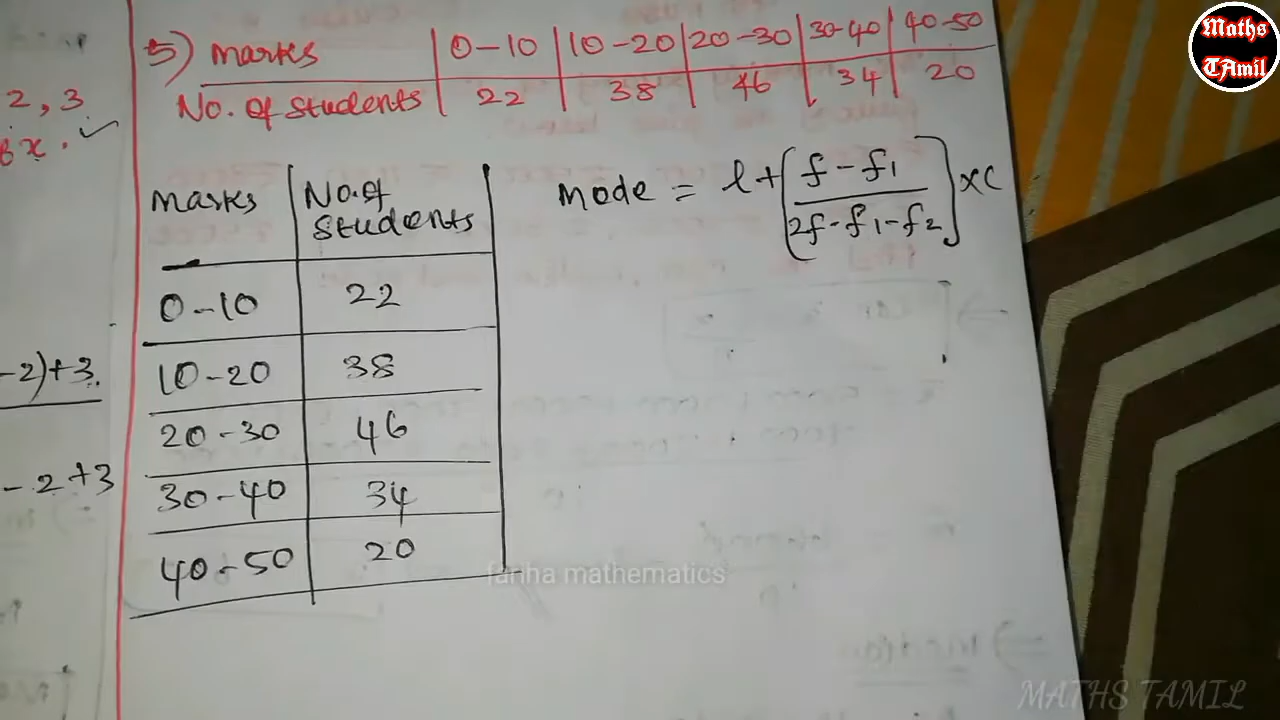 Maths
TAmil
5) Marks 0-10 10-20 20-30 30-40 40-50
No. of Students 22 38 46 34 20
2, 3
x.
Marks No. of Students
0-10 22
10-20 38
20-30 46
30-40 34
40-50 20
Mode = l + [f - f1 / 2f - f1 - f2] x c
-2)+3.
-2+3
fanha mathematics
MATHS TAMIL